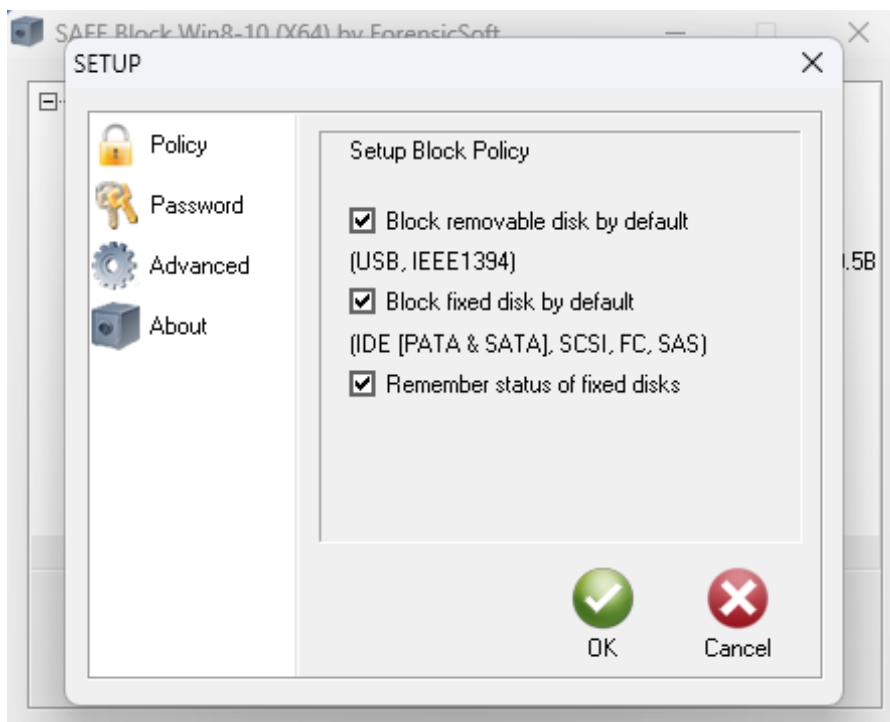 SAFE Block Win8-10 (X64) by ForensicSoft
SETUP
Policy
Password
Advanced
About
Setup Block Policy
Block removable disk by default
(USB, IEEE1394)
Block fixed disk by default
(IDE [PATA & SATA], SCSI, FC, SAS)
Remember status of fixed disks
.5B
OK
Cancel